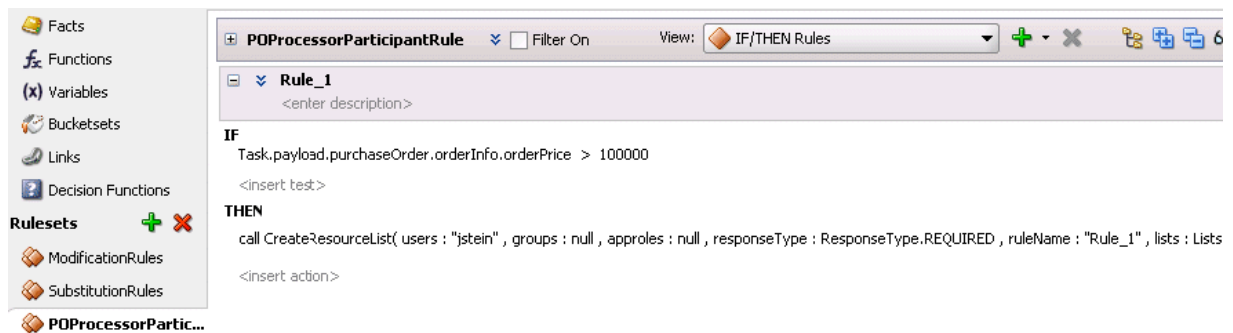 Facts
fx Functions
(x) Variables
Bucketsets
Links
Decision Functions
Rulesets
ModificationRules
SubstitutionRules
POProcessorPartic...
POProcessorParticipantRule Filter On View: IF/THEN Rules 6
Rule_1
<enter description>
IF
Task.payload.purchaseOrder.orderInfo.orderPrice > 100000
<insert test>
THEN
call CreateResourceList( users : "jstein" , groups : null , approles : null , responseType : ResponseType.REQUIRED , ruleName : "Rule_1" , lists : Lists
<insert action>